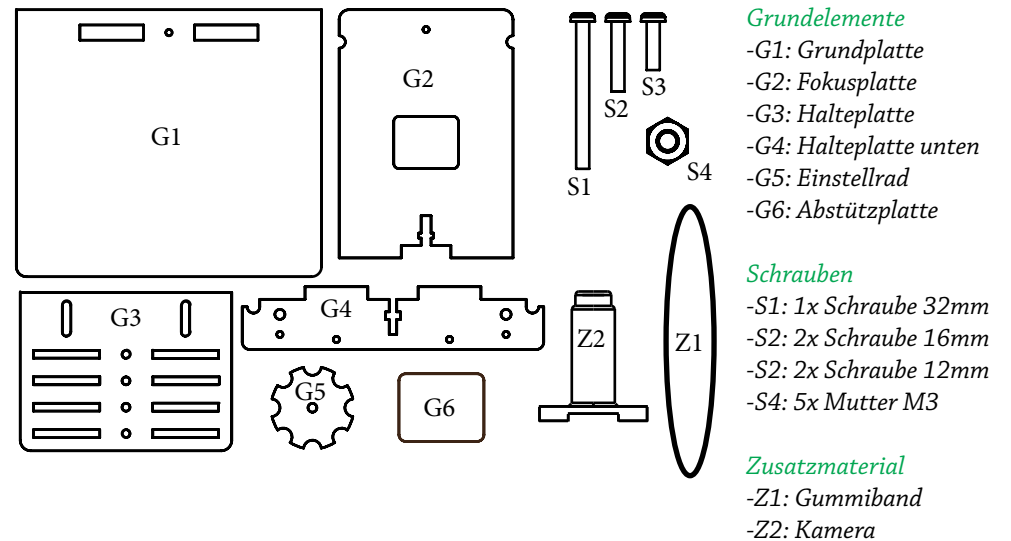 G1
G2
S1
S2
S3
S4
G3
G4
G5
G6
Z2
Z1
Grundelemente
-G1: Grundplatte
-G2: Fokusplatte
-G3: Halteplatte
-G4: Halteplatte unten
-G5: Einstellrad
-G6: Abstützplatte
Schrauben
-S1: 1x Schraube 32mm
-S2: 2x Schraube 16mm
-S2: 2x Schraube 12mm
-S4: 5x Mutter M3
Zusatzmaterial
-Z1: Gummiband
-Z2: Kamera